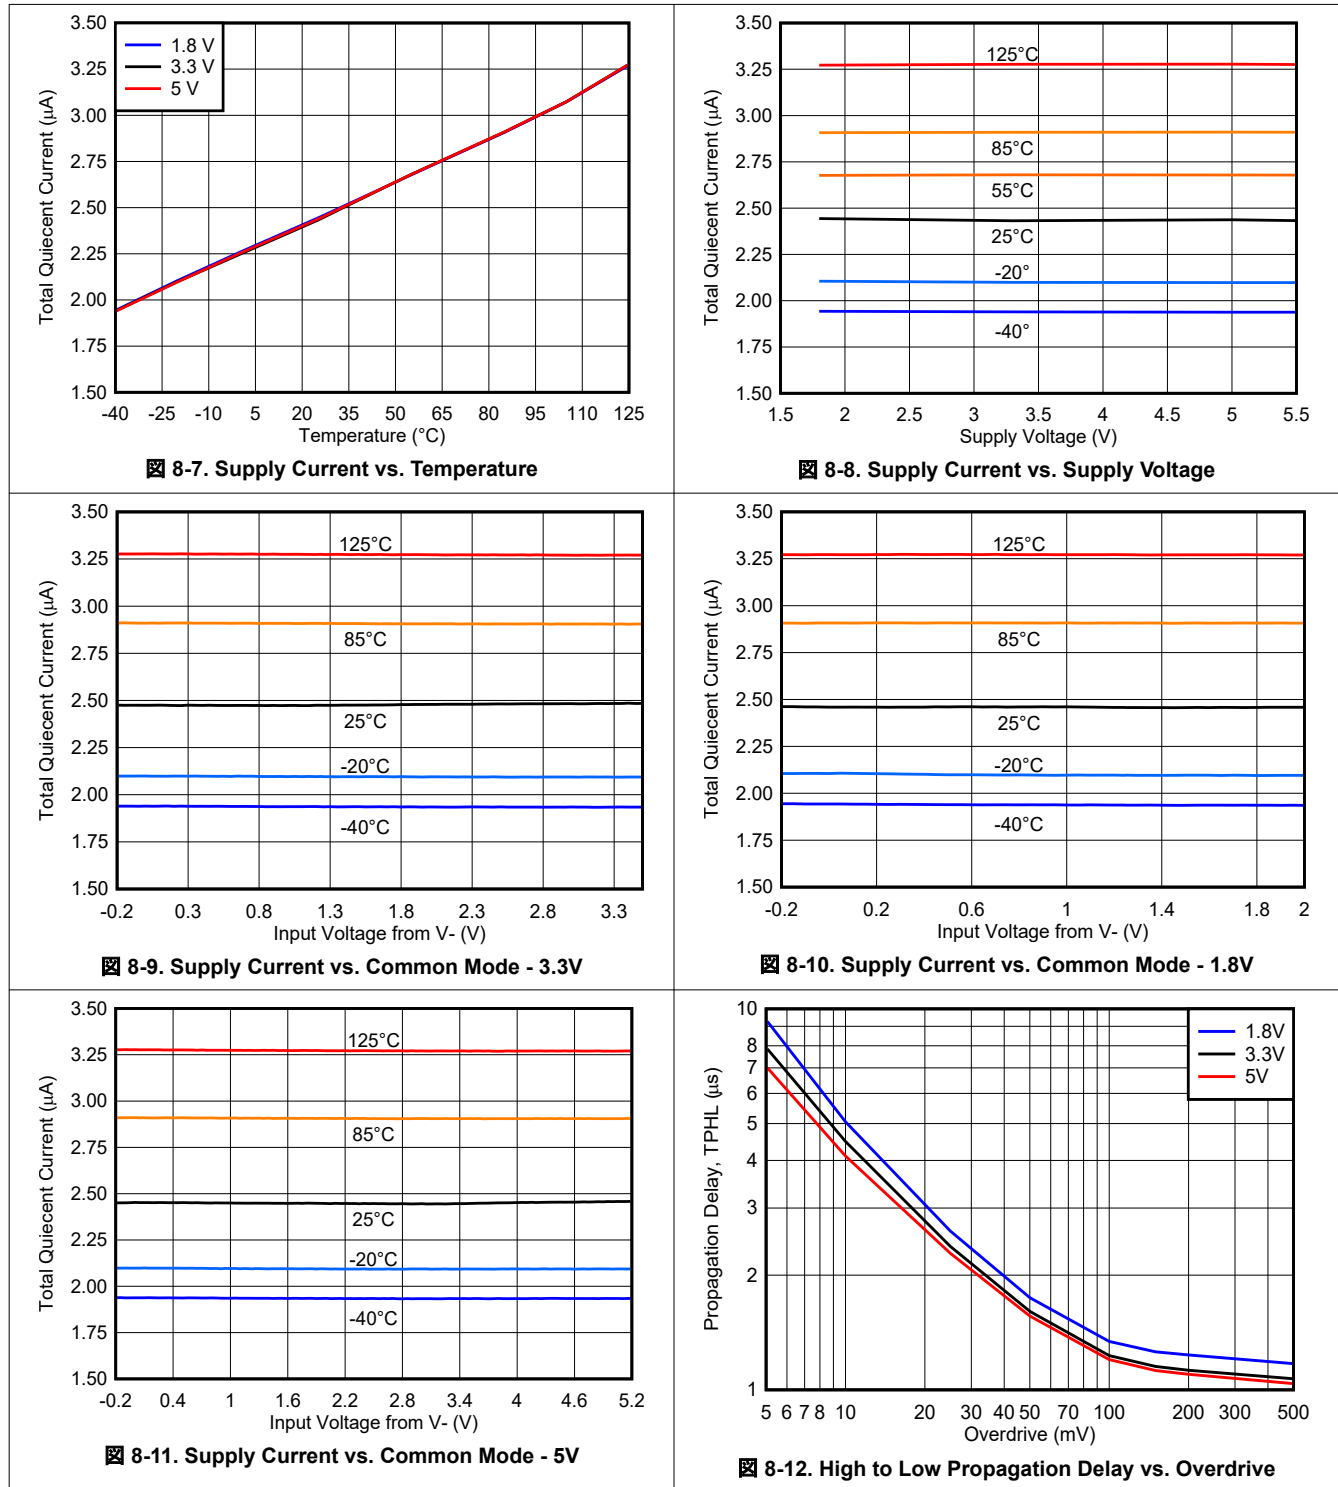 3.50
3.25
3.00
2.75
2.50
2.25
2.00
1.75
1.50
Total Quiecent Current (μA)
1.8 V
3.3 V
5 V
-40 -25 -10 5 20 35 50 65 80 95 110 125
Temperature (°C)
図 8-7. Supply Current vs. Temperature
3.50
3.25
3.00
2.75
2.50
2.25
2.00
1.75
1.50
Total Quiecent Current (μA)
125°C
85°C
55°C
25°C
-20°
-40°
1.5 2 2.5 3 3.5 4 4.5 5 5.5
Supply Voltage (V)
図 8-8. Supply Current vs. Supply Voltage
3.50
3.25
3.00
2.75
2.50
2.25
2.00
1.75
1.50
Total Quiecent Current (μA)
125°C
85°C
25°C
-20°C
-40°C
-0.2 0.3 0.8 1.3 1.8 2.3 2.8 3.3
Input Voltage from V- (V)
図 8-9. Supply Current vs. Common Mode - 3.3V
3.50
3.25
3.00
2.75
2.50
2.25
2.00
1.75
1.50
Total Quiecent Current (μA)
125°C
85°C
25°C
-20°C
-40°C
-0.2 0.2 0.6 1 1.4 1.8 2
Input Voltage from V- (V)
図 8-10. Supply Current vs. Common Mode - 1.8V
3.50
3.25
3.00
2.75
2.50
2.25
2.00
1.75
1.50
Total Quiecent Current (μA)
125°C
85°C
25°C
-20°C
-40°C
-0.2 0.4 1 1.6 2.2 2.8 3.4 4 4.6 5.2
Input Voltage from V- (V)
図 8-11. Supply Current vs. Common Mode - 5V
10
8
7
6
5
4
3
2
1
Propagation Delay, TPHL (μs)
1.8V
3.3V
5V
5 6 7 8 10 20 30 40 50 70 100 200 300 500
Overdrive (mV)
図 8-12. High to Low Propagation Delay vs. Overdrive